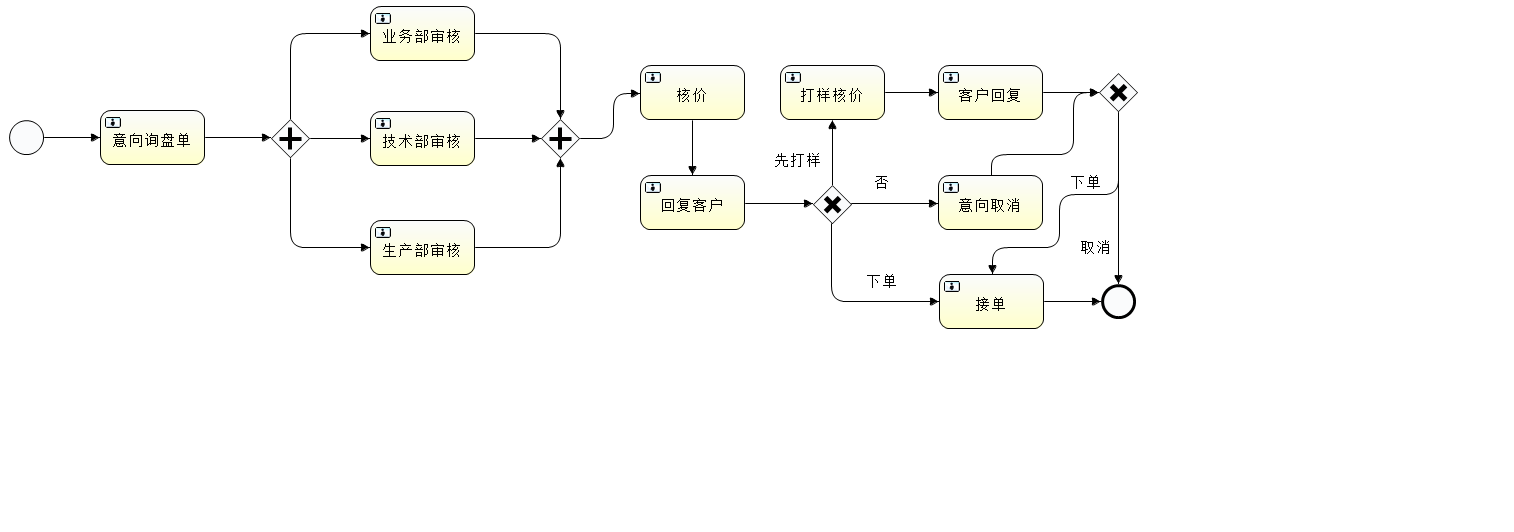 业务部审核
意向询盘单
技术部审核
生产部审核
核价
回复客户
打样核价
客户回复
先打样
否
意向取消
下单
取消
下单
接单